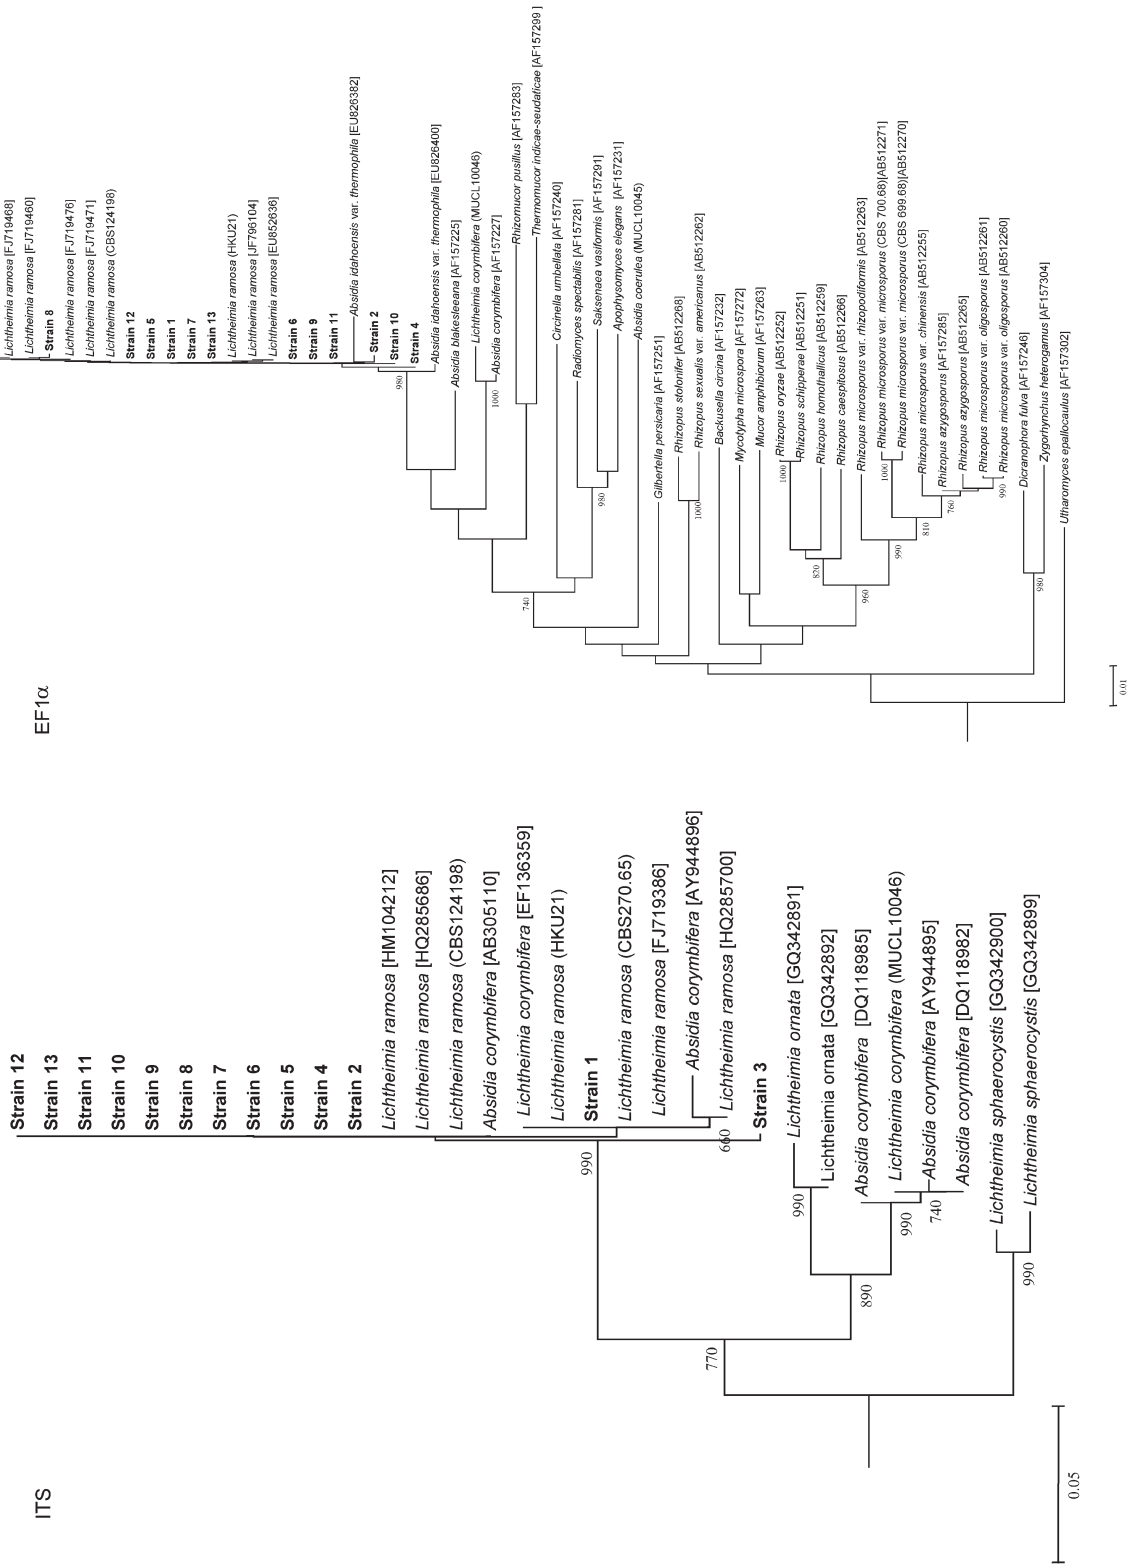 EF1α
Lichtheimia ramosa [FJ719468]
Lichtheimia ramosa [FJ719460]
Strain 8
Lichtheimia ramosa [FJ719476]
Lichtheimia ramosa [FJ719471]
Lichtheimia ramosa (CBS124198)
Strain 12
Strain 5
Strain 1
Strain 7
Strain 13
Lichtheimia ramosa (HKU21)
Lichtheimia ramosa [JF796104]
Lichtheimia ramosa [EU852636]
Strain 6
Strain 9
Strain 11
Absidia idahoensis var. thermophila [EU826382]
Strain 2
Strain 10
Strain 4
980
Absidia idahoensis var. thermophila [EU826400]
Absidia blakesleeana [AF157225]
Lichtheimia corymbifera (MUCL10046)
Absidia corymbifera [AF157227]
1000
Rhizomucor pusillus [AF157283]
Thermomucor indicae-seudaticae [AF157299 ]
740
Circinella umbellata [AF157240]
Radiomyces spectabilis [AF157281]
Saksenaea vasiformis [AF157291]
980
Apophysomyces elegans [AF157231]
Absidia coerulea (MUCL10045)
Gilbertella persicaria [AF157251]
Rhizopus stolonifer [AB512268]
Rhizopus sexualis var. americanus [AB512262]
1000
Backusella circina [AF157232]
Mycotypha microspora [AF157272]
Mucor amphibiorum [AF157263]
Rhizopus oryzae [AB512252]
1000
Rhizopus schipperae [AB512251]
Rhizopus homothallicus [AB512259]
820
Rhizopus caespitosus [AB512266]
960
Rhizopus microsporus var. rhizopodiformis [AB512263]
Rhizopus microsporus var. microsporus (CBS 700.68)[AB512271]
1000
Rhizopus microsporus var. microsporus (CBS 699.68)[AB512270]
990
Rhizopus microsporus var. chinensis [AB512255]
810
Rhizopus azygosporus [AF157285]
760
Rhizopus azygosporus [AB512265]
Rhizopus microsporus var. oligosporus [AB512261]
Rhizopus microsporus var. oligosporus [AB512260]
990
Dicranophora fulva [AF157248]
Zygorhynchus heterogamus [AF157304]
980
Utharomyces epallocaulus [AF157302]
0.01
ITS
Strain 12
Strain 13
Strain 11
Strain 10
Strain 9
Strain 8
Strain 7
Strain 6
Strain 5
Strain 4
Strain 2
Lichtheimia ramosa [HM104212]
Lichtheimia ramosa [HQ285686]
Lichtheimia ramosa (CBS124198)
Absidia corymbifera [AB305110]
Lichtheimia corymbifera [EF136359]
Lichtheimia ramosa (HKU21)
Strain 1
990
Lichtheimia ramosa (CBS270.65)
Lichtheimia ramosa [FJ719386]
Absidia corymbifera [AY944896]
Lichtheimia ramosa [HQ285700]
660
Strain 3
770
Lichtheimia ornata [GQ342891]
990
Lichtheimia ornata [GQ342892]
890
Absidia corymbifera [DQ118985]
Lichtheimia corymbifera (MUCL10046)
990
Absidia corymbifera [AY944895]
740
Absidia corymbifera [DQ118982]
Lichtheimia sphaerocystis [GQ342900]
Lichtheimia sphaerocystis [GQ342899]
990
0.05